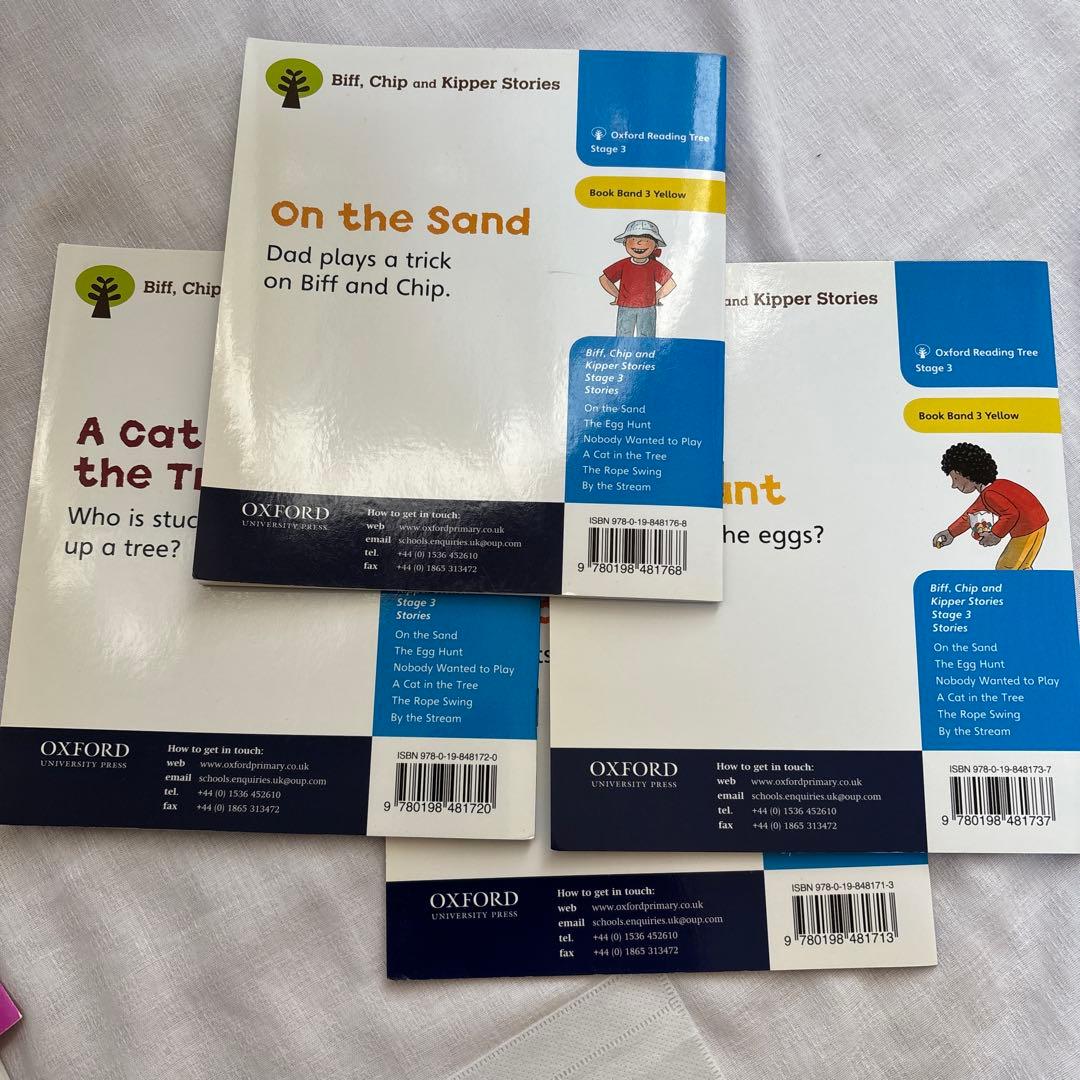 Biff, Chip and Kipper Stories
Oxford Reading Tree
Stage 3
Book Band 3 Yellow
On the Sand
Dad plays a trick
on Biff and Chip.
Biff, Chip and
Kipper Stories
Stage 3
Stories
On the Sand
The Egg Hunt
Nobody Wanted to Play
A Cat in the Tree
The Rope Swing
By the Stream
OXFORD
UNIVERSITY PRESS
How to get in touch:
web www.oxfordprimary.co.uk
email schools.enquiries.uk@oup.com
tel. +44 (0) 1536 452610
fax +44 (0) 1865 313472
ISBN 978-0-19-848176-8
9 780198 481768
Biff, Chip
A Cat
the
Who is
up a tree?
Stage 3
Stories
On the Sand
The Egg Hunt
Nobody Wanted to Play
A Cat in the Tree
The Rope Swing
By the Stream
OXFORD
UNIVERSITY PRESS
How to get in touch:
web www.oxfordprimary.co.uk
email schools.enquiries.uk@oup.com
tel. +44 (0) 1536 452610
fax +44 (0) 1865 313472
ISBN 978-0-19-848172-0
9 780198 481720
and Kipper Stories
Oxford Reading Tree
Stage 3
Book Band 3 Yellow
eggs?
Biff, Chip and
Kipper Stories
Stage 3
Stories
On the Sand
The Egg Hunt
Nobody Wanted to Play
A Cat in the Tree
The Rope Swing
By the Stream
OXFORD
UNIVERSITY PRESS
How to get in touch:
web www.oxfordprimary.co.uk
email schools.enquiries.uk@oup.com
tel. +44 (0) 1536 452610
fax +44 (0) 1865 313472
ISBN 978-0-19-848173-7
9 780198 481737
OXFORD
UNIVERSITY PRESS
How to get in touch:
web www.oxfordprimary.co.uk
email schools.enquiries.uk@oup.com
tel. +44 (0) 1536 452610
fax +44 (0) 1865 313472
ISBN 978-0-19-848171-3
9 780198 481713